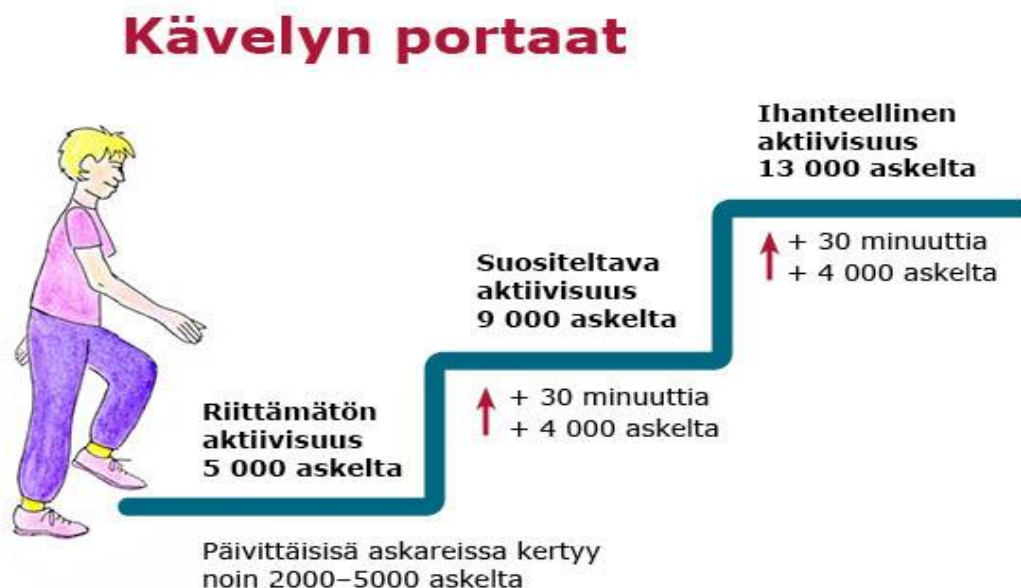 Kävelyn portaat
Ihanteellinen
aktiivisuus
13 000 askelta
+ 30 minuuttia
+ 4 000 askelta
Suositeltava
aktiivisuus
9 000 askelta
+ 30 minuuttia
+ 4 000 askelta
Riittämätön
aktiivisuus
5 000 askelta
Päivittäisisä askareissa kertyy
noin 2000–5000 askelta